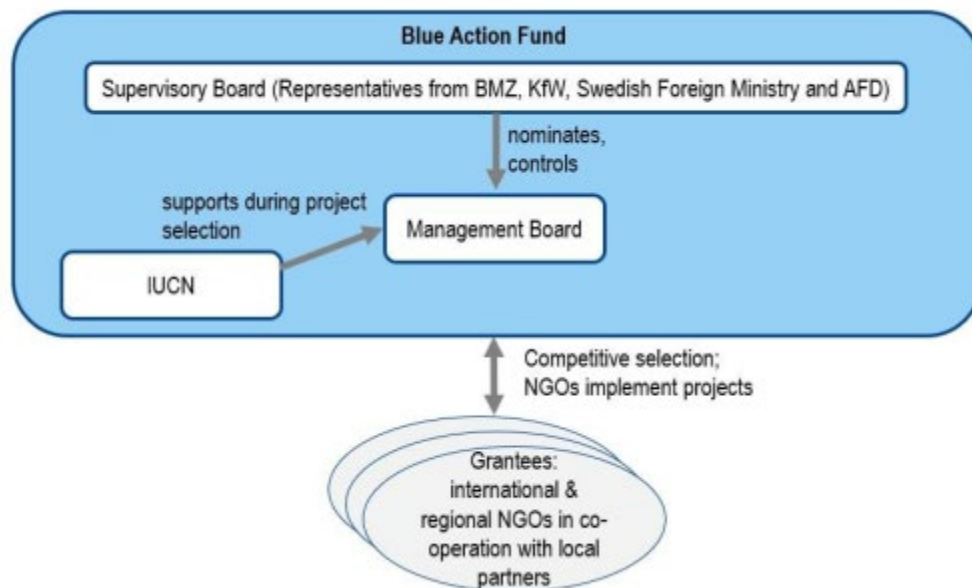 Blue Action Fund
Supervisory Board (Representatives from BMZ, KfW, Swedish Foreign Ministry and AFD)
nominates,
controls
supports during project
selection
Management Board
IUCN
Competitive selection;
NGOs implement projects
Grantees:
international &
regional NGOs in co-
operation with local
partners